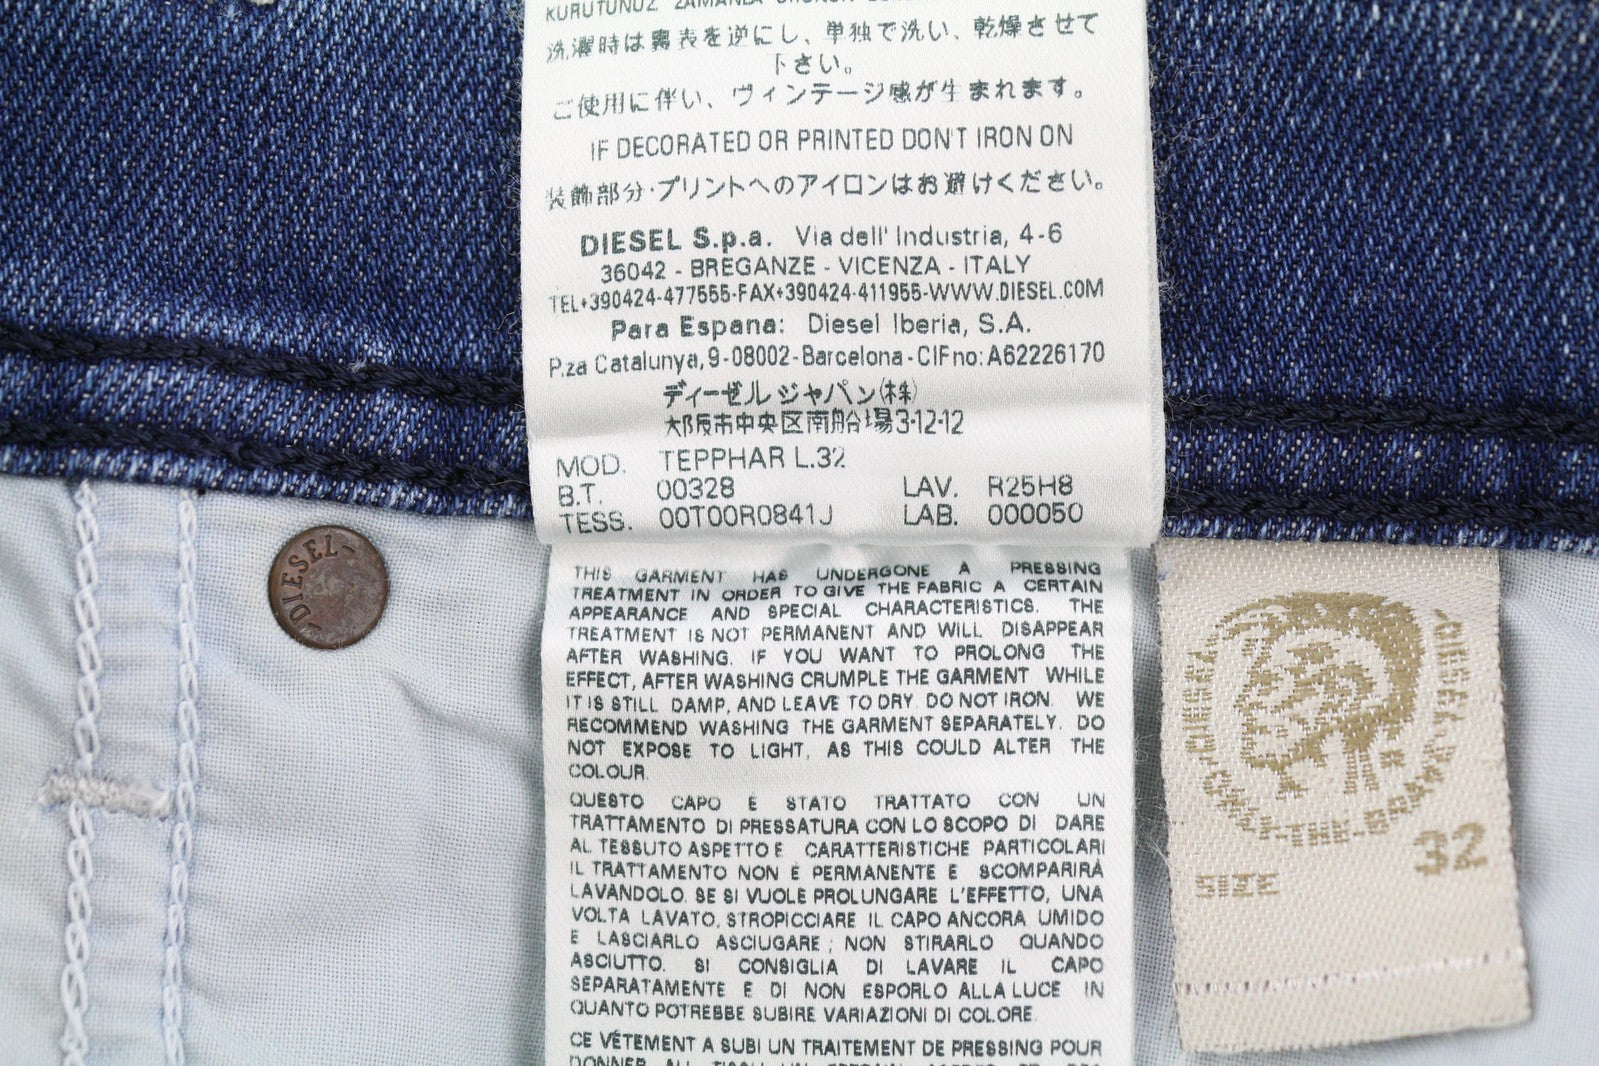 KURUTUNUZ ZAMANLA
洗濯時は裏表を逆にし、単独で洗い、乾燥させて
下さい。
ご使用に伴い、ヴィンテージ感が生まれます。
IF DECORATED OR PRINTED DON'T IRON ON
装飾部分・プリントへのアイロンはお避けください。
DIESEL S.p.a. Via dell' Industria, 4-6
36042 - BREGANZE - VICENZA - ITALY
TEL+390424-477555-FAX+390424-411955-WWW.DIESEL.COM
Para Espana: Diesel Iberia, S.A.
P.za Catalunya, 9-08002-Barcelona-CIF no: A62226170
ディーゼル ジャパン(株)
大阪市中央区南船場3-12-12
MOD. TEPPHAR L.32
B.T. 00328 LAV. R25H8
TESS. 00T00R0841J LAB. 000050
THIS GARMENT HAS UNDERGONE A PRESSING
TREATMENT IN ORDER TO GIVE THE FABRIC A CERTAIN
APPEARANCE AND SPECIAL CHARACTERISTICS. THE
TREATMENT IS NOT PERMANENT AND WILL DISAPPEAR
AFTER WASHING. IF YOU WANT TO PROLONG THE
EFFECT, AFTER WASHING CRUMPLE THE GARMENT WHILE
IT IS STILL DAMP, AND LEAVE TO DRY. DO NOT IRON. WE
RECOMMEND WASHING THE GARMENT SEPARATELY. DO
NOT EXPOSE TO LIGHT, AS THIS COULD ALTER THE
COLOUR.
QUESTO CAPO È STATO TRATTATO CON UN
TRATTAMENTO DI PRESSATURA CON LO SCOPO DI DARE
AL TESSUTO ASPETTO E CARATTERISTICHE PARTICOLARI
IL TRATTAMENTO NON È PERMANENTE E SCOMPARIRÀ
LAVANDOLO. SE SI VUOLE PROLUNGARE L'EFFETTO, UNA
VOLTA LAVATO, STROPICCIARE IL CAPO ANCORA UMIDO
E LASCIARLO ASCIUGARE; NON STIRARLO QUANDO
ASCIUTTO. SI CONSIGLIA DI LAVARE IL CAPO
SEPARATAMENTE E DI NON ESPORLO ALLA LUCE IN
QUANTO POTREBBE SUBIRE VARIAZIONI DI COLORE.
CE VÊTEMENT A SUBI UN TRAITEMENT DE PRESSING POUR
DONNER AU TISSU UN
-DIESEL-
ONLY-THE-BRAVE
SIZE 32